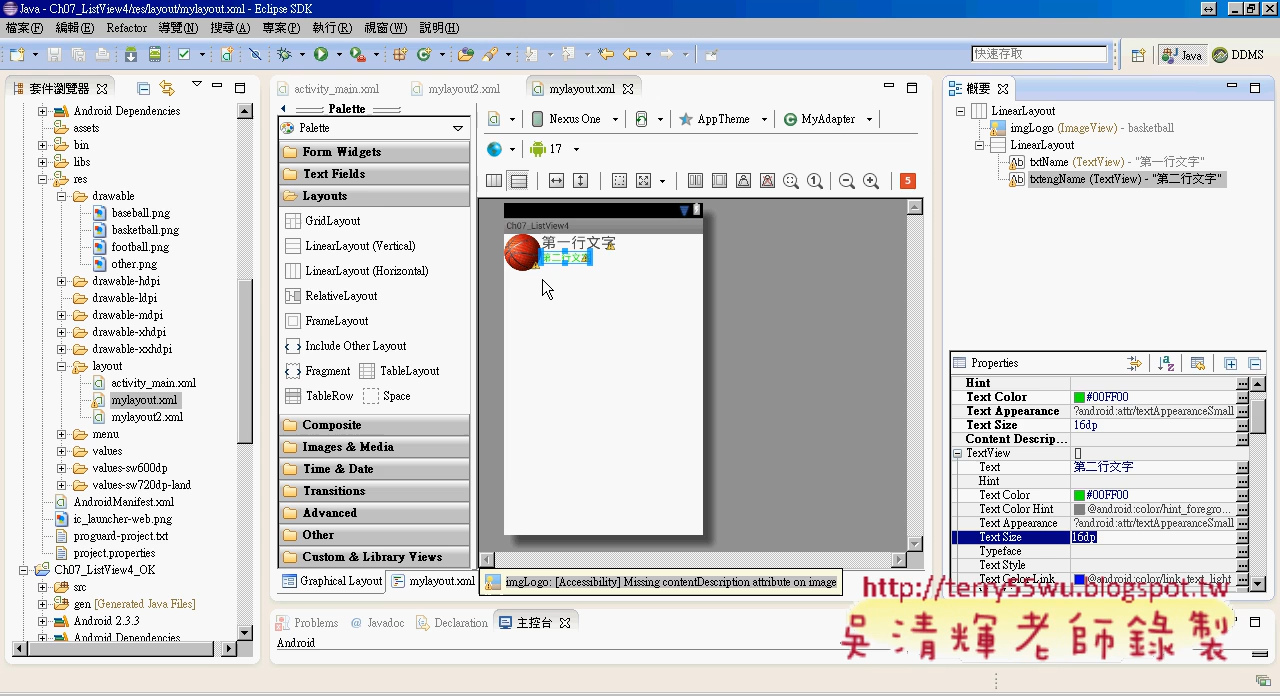 Java - Ch07_ListView4/res/layout/mylayout.xml - Eclipse SDK
檔案(F) 編輯(E) Refactor 導覽(N) 搜尋(A) 專案(P) 執行(R) 視窗(W) 說明(H)
快速存取
Java
DDMS
套件瀏覽器
Android Dependencies
assets
bin
libs
res
drawable
baseball.png
basketball.png
football.png
other.png
drawable-hdpi
drawable-ldpi
drawable-mdpi
drawable-xhdpi
drawable-xxhdpi
layout
activity_main.xml
mylayout.xml
mylayout2.xml
menu
values
values-sw600dp
values-sw720dp-land
AndroidManifest.xml
ic_launcher-web.png
proguard-project.txt
project.properties
Ch07_ListView4_OK
src
gen [Generated Java Files]
Android 2.3.3
Android Dependencies
activity_main.xml
mylayout2.xml
mylayout.xml
Palette
Palette
Form Widgets
Text Fields
Layouts
GridLayout
LinearLayout (Vertical)
LinearLayout (Horizontal)
RelativeLayout
FrameLayout
Include Other Layout
Fragment
TableLayout
TableRow
Space
Composite
Images & Media
Time & Date
Transitions
Advanced
Other
Custom & Library Views
Graphical Layout
mylayout.xml
Nexus One
AppTheme
MyAdapter
17
5
Ch07_ListView4
第一行文字
第二行文字
imgLogo: [Accessibility] Missing contentDescription attribute on image
Problems
@ Javadoc
Declaration
主控台
Android
概要
LinearLayout
imgLogo (ImageView) - basketball
LinearLayout
txtName (TextView) - "第一行文字"
txtengName (TextView) - "第二行文字"
Properties
Hint
Text Color #00FF00
Text Appearance ?android:attr/textAppearanceSmall
Text Size 16dp
Content Descrip...
TextView []
Text 第二行文字
Hint
Text Color #00FF00
Text Color Hint @android:color/hint_foregro...
Text Appearance ?android:attr/textAppearanceSmall
Text Size 16dp
Typeface
Text Style
Text Color Link @android:color/link_text_light
http://terry55wu.blogspot.tw
吳清輝老師錄製